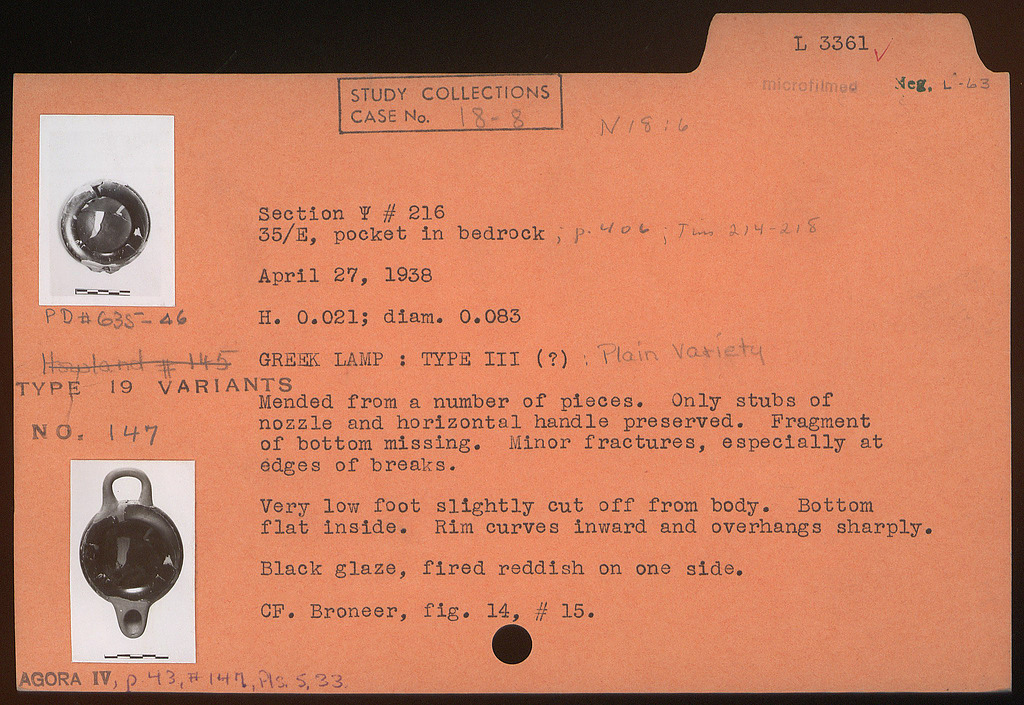 L 3361 ✓
microfilmed Neg. L-63
STUDY COLLECTIONS
CASE No. 18-8
N 18:6
Section Ψ # 216
35/E, pocket in bedrock ; p. 406 ; Tins 214-218
April 27, 1938
PD# 635-46
H. 0.021; diam. 0.083
Howland # 145
GREEK LAMP : TYPE III (?) : Plain Variety
TYPE 19 VARIANTS
NO. 147
Mended from a number of pieces. Only stubs of
nozzle and horizontal handle preserved. Fragment
of bottom missing. Minor fractures, especially at
edges of breaks.
Very low foot slightly cut off from body. Bottom
flat inside. Rim curves inward and overhangs sharply.
Black glaze, fired reddish on one side.
CF. Broneer, fig. 14, # 15.
AGORA IV, p. 43, # 147, Pls. 5, 33.